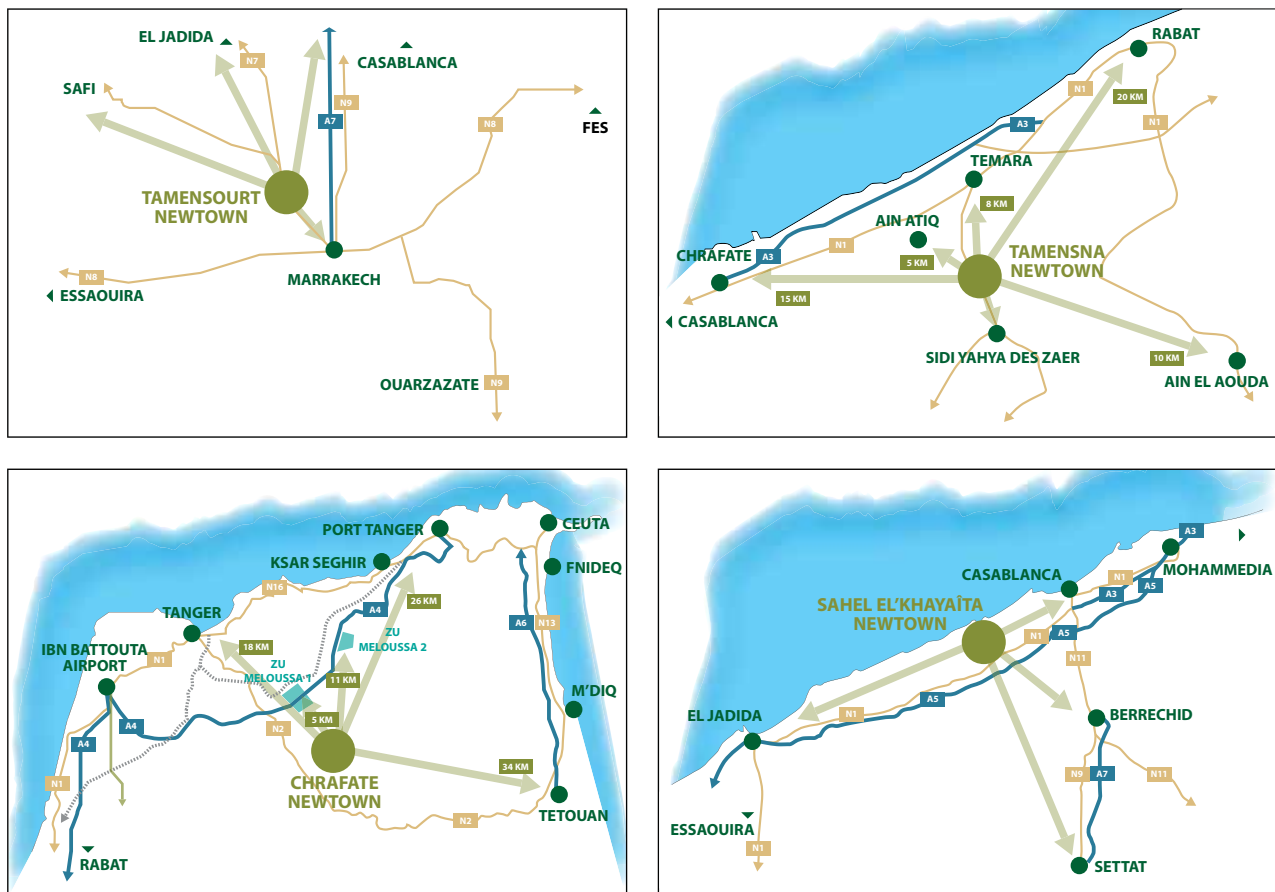 EL JADIDA
N7
CASABLANCA
SAFI
N9
A7
N8
FES
TAMENSOURT
NEWTOWN
MARRAKECH
N8
ESSAOUIRA
OUARZAZATE
N9
RABAT
N1
20 KM
N1
A3
TEMARA
8 KM
AIN ATIQ
N1
CHRAFATE
A3
5 KM
TAMENSNA
NEWTOWN
15 KM
CASABLANCA
SIDI YAHYA DES ZAER
10 KM
AIN EL AOUDA
PORT TANGER
CEUTA
KSAR SEGHIR
FNIDEQ
N16
26 KM
TANGER
A4
A6
N13
18 KM
ZU
MELOUSSA 2
IBN BATTOUTA
AIRPORT
N1
ZU
MELOUSSA 1
11 KM
M'DIQ
5 KM
A4
A4
N2
34 KM
N1
CHRAFATE
NEWTOWN
TETOUAN
N2
RABAT
A3
MOHAMMEDIA
CASABLANCA
N1
A5
A3
SAHEL EL'KHAYAÎTA
NEWTOWN
N1
A5
N11
EL JADIDA
N1
A5
BERRECHID
N9
A7
N11
ESSAOUIRA
N1
SETTAT